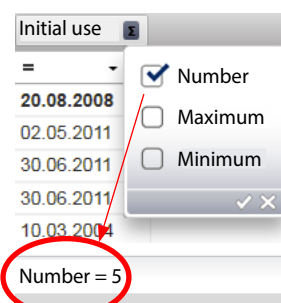 Initial use Σ
=
20.08.2008
02.05.2011
30.06.2011
30.06.2011
10.03.2004
Number
Maximum
Minimum
Number = 5